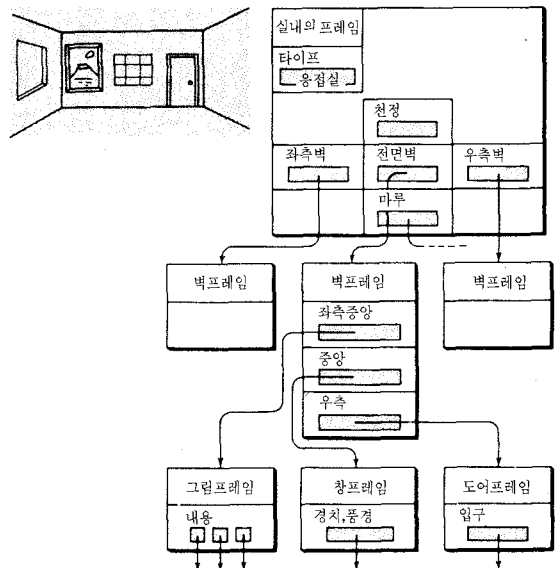 실내의 프레임
타이프
응접실
천정
좌측벽
전면벽
우측벽
마루
벽프레임
벽프레임
벽프레임
좌측중앙
중앙
우측
그림프레임
창프레임
도어프레임
내용
경치,풍경
입구